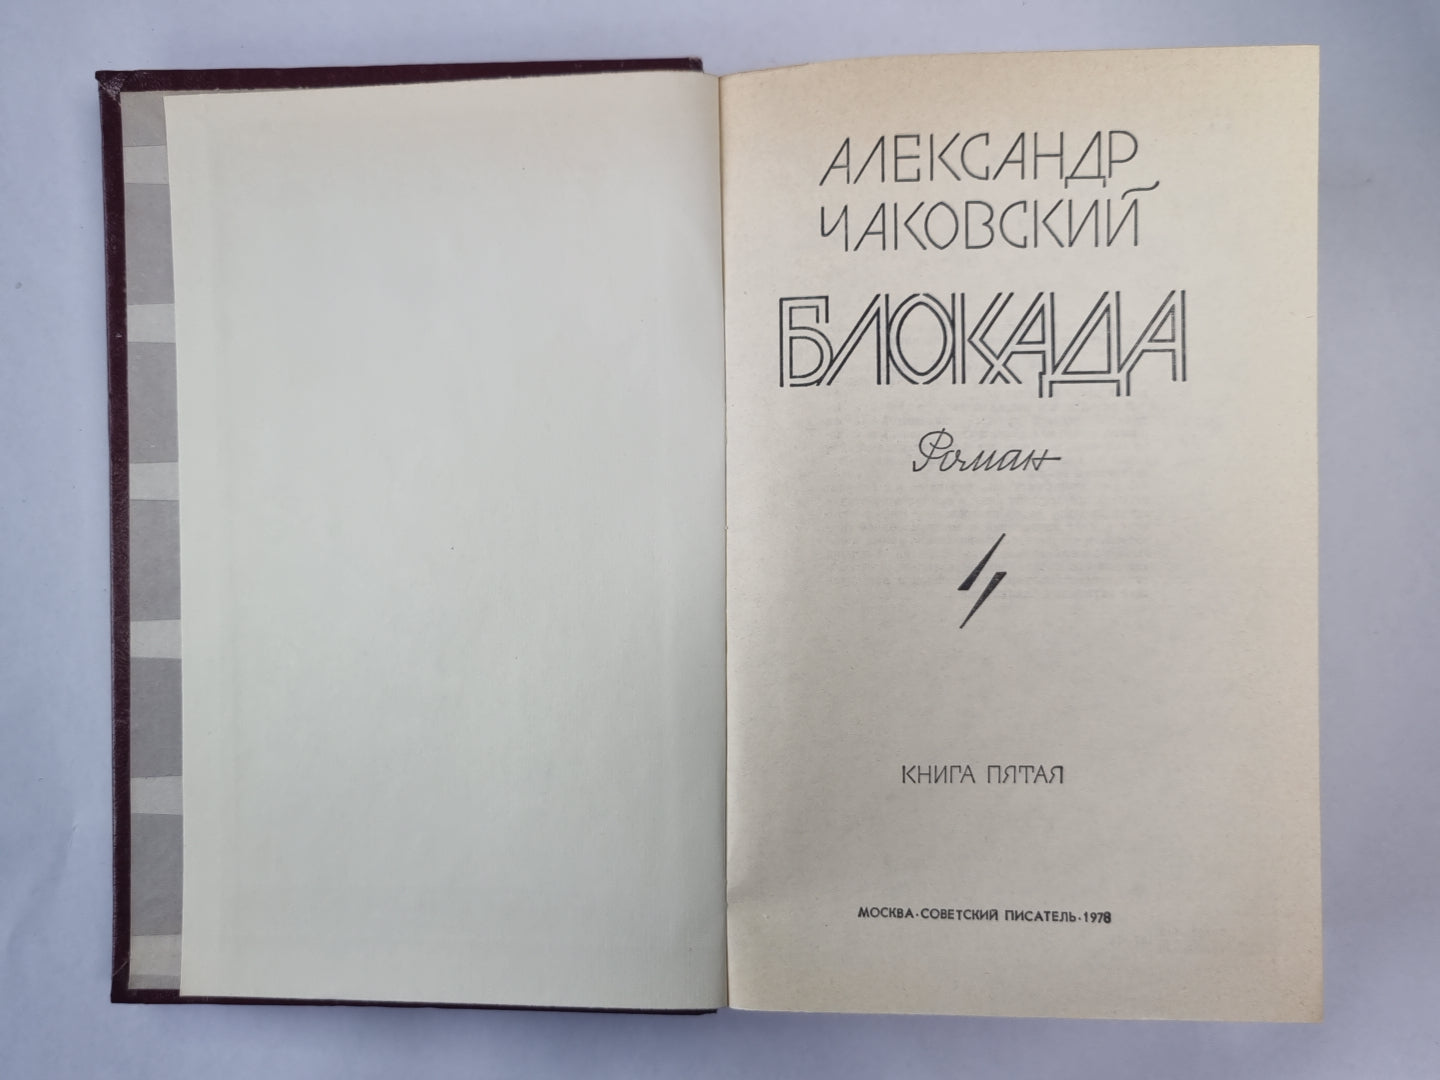 АЛЕКСАНДР
ЧАКОВСКИЙ
БЛОКАДА
Роман
КНИГА ПЯТАЯ
МОСКВА·СОВЕТСКИЙ ПИСАТЕЛЬ·1978